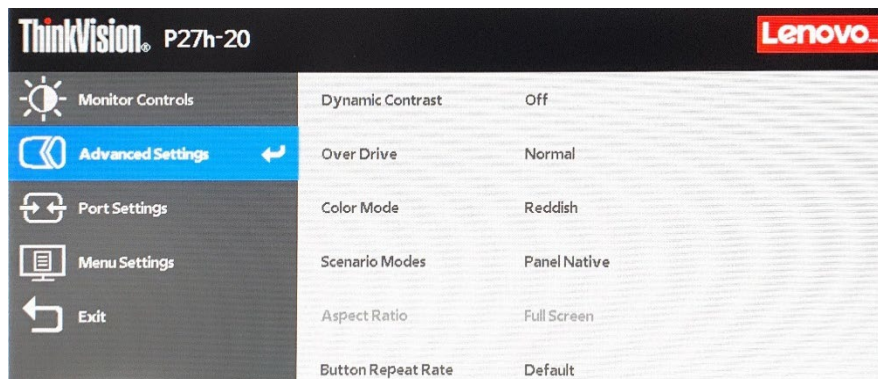 ThinkVision® P27h-20
Lenovo™
Monitor Controls
Advanced Settings
Port Settings
Menu Settings
Exit
Dynamic Contrast Off
Over Drive Normal
Color Mode Reddish
Scenario Modes Panel Native
Aspect Ratio Full Screen
Button Repeat Rate Default